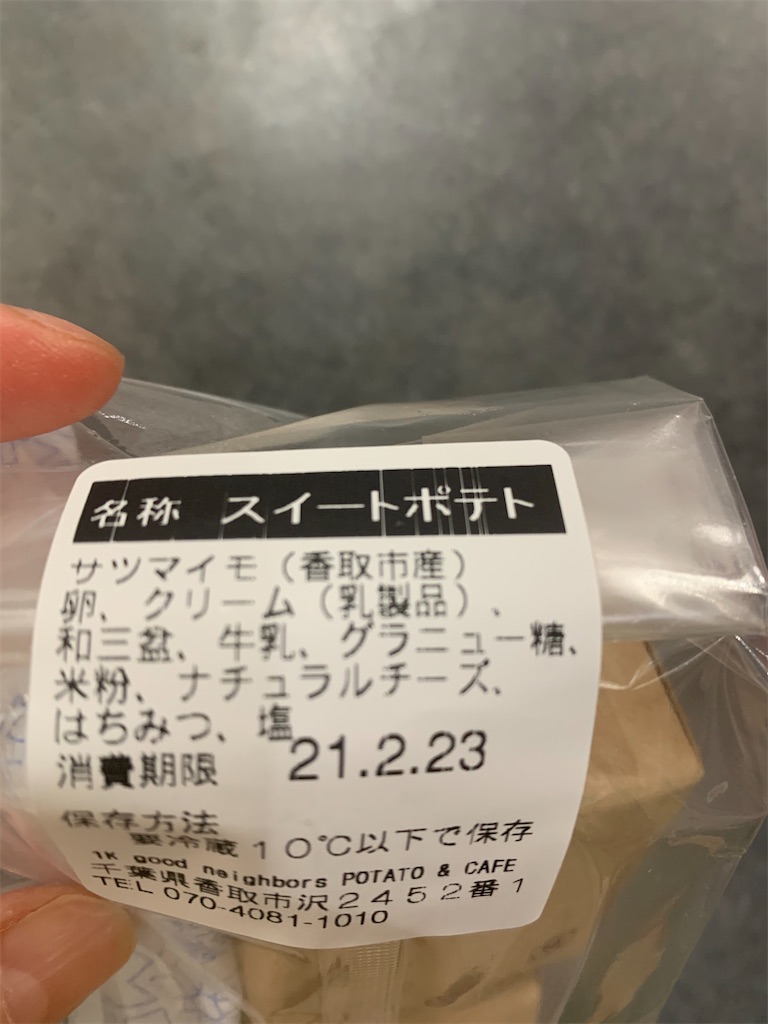 名称 スイートポテト
サツマイモ（香取市産）
卵、クリーム（乳製品）、
和三盆、牛乳、グラニュー糖、
米粉、ナチュラルチーズ、
はちみつ、塩
消費期限 21.2.23
保存方法
要冷蔵１０℃以下で保存
1K good neighbors POTATO & CAFE
千葉県香取市沢２４５２番１
TEL 070-4081-1010